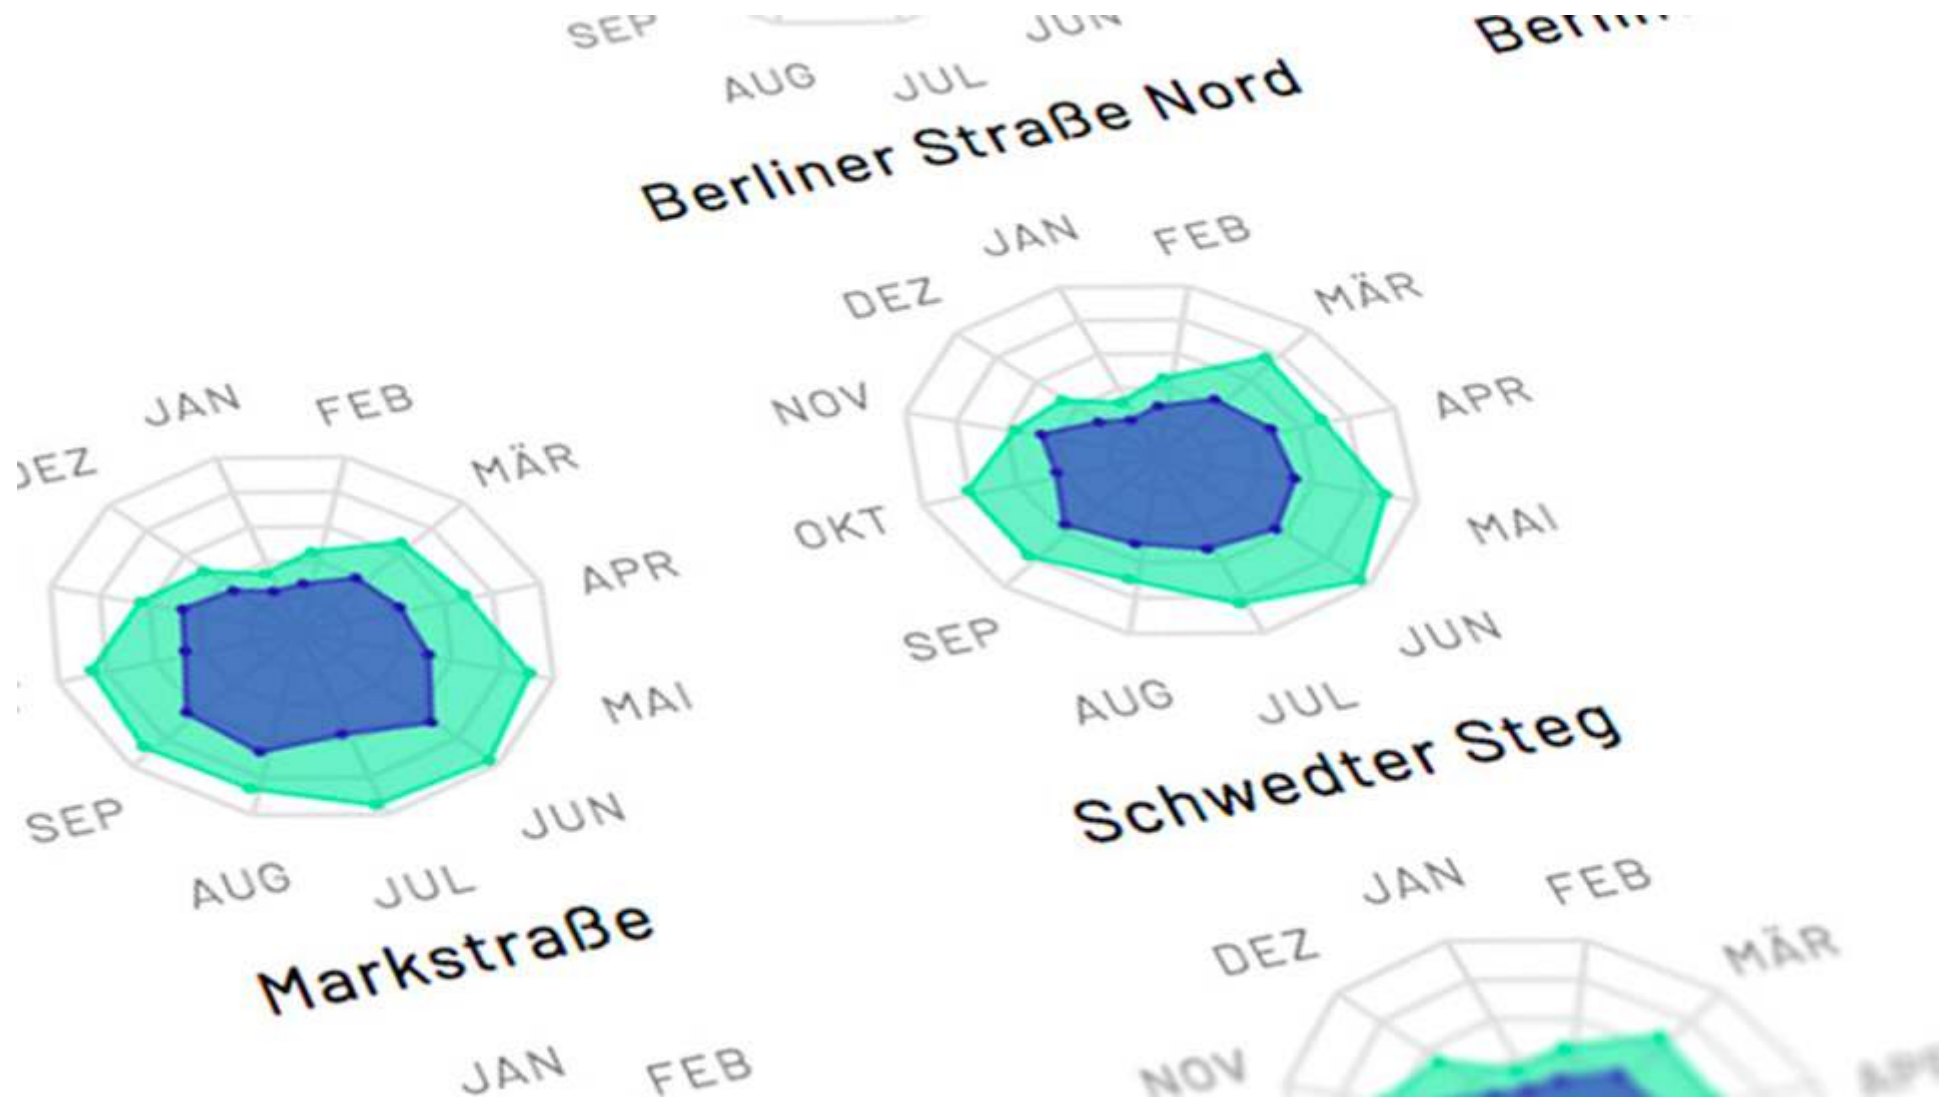 SEP
JUN
AUG
JUL
Berliner Straße Nord
JAN
FEB
DEZ
MÄR
NOV
APR
OKT
MAI
SEP
JUN
AUG
JUL
JAN
FEB
DEZ
MÄR
APR
MAI
SEP
JUN
AUG
JUL
Schwedter Steg
JAN
FEB
DEZ
MÄR
NOV
APR
Markstraße
JAN
FEB